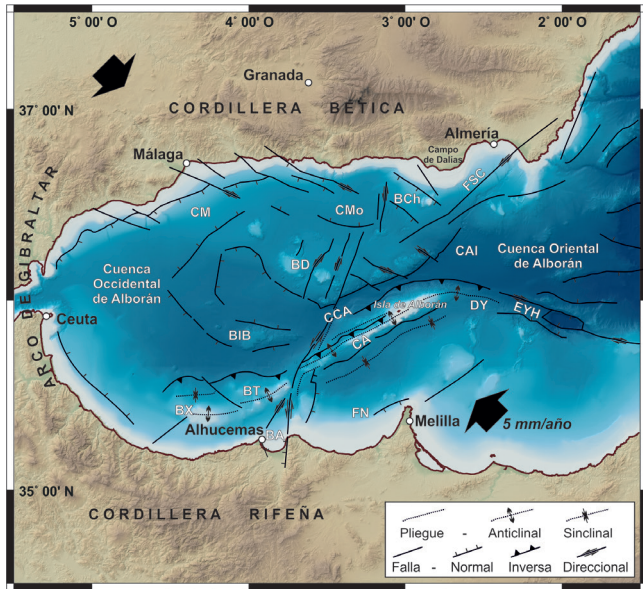 5° 00' 4° 00' 3° 00' 2° 00'
Granada
37° 00' N
CORDILLERA BÉTICA
Almería
Málaga
Campo
de Dalías
FSC
BCh
CM
CMo
ARCO DE GIBRALTAR
CAl
BD
Cuenca Oriental
de Alborán
Cuenca
Occidental
de Alborán
Isla de Alborán
DY
EYH
CCA
Ceuta
BIB
CA
BT
BX
FN
Melilla
5 mm/año
Alhucemas
BA
35° 00' N
CORDILLERA RIFEÑA
Pliegue - Anticlinal Sinclinal
Falla - Normal Inversa Direccional